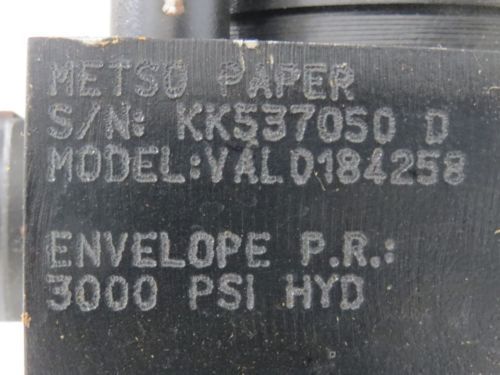 METSO PAPER
S/N: KK537050 D
MODEL:VAL0184258
ENVELOPE P.R.:
3000 PSI HYD